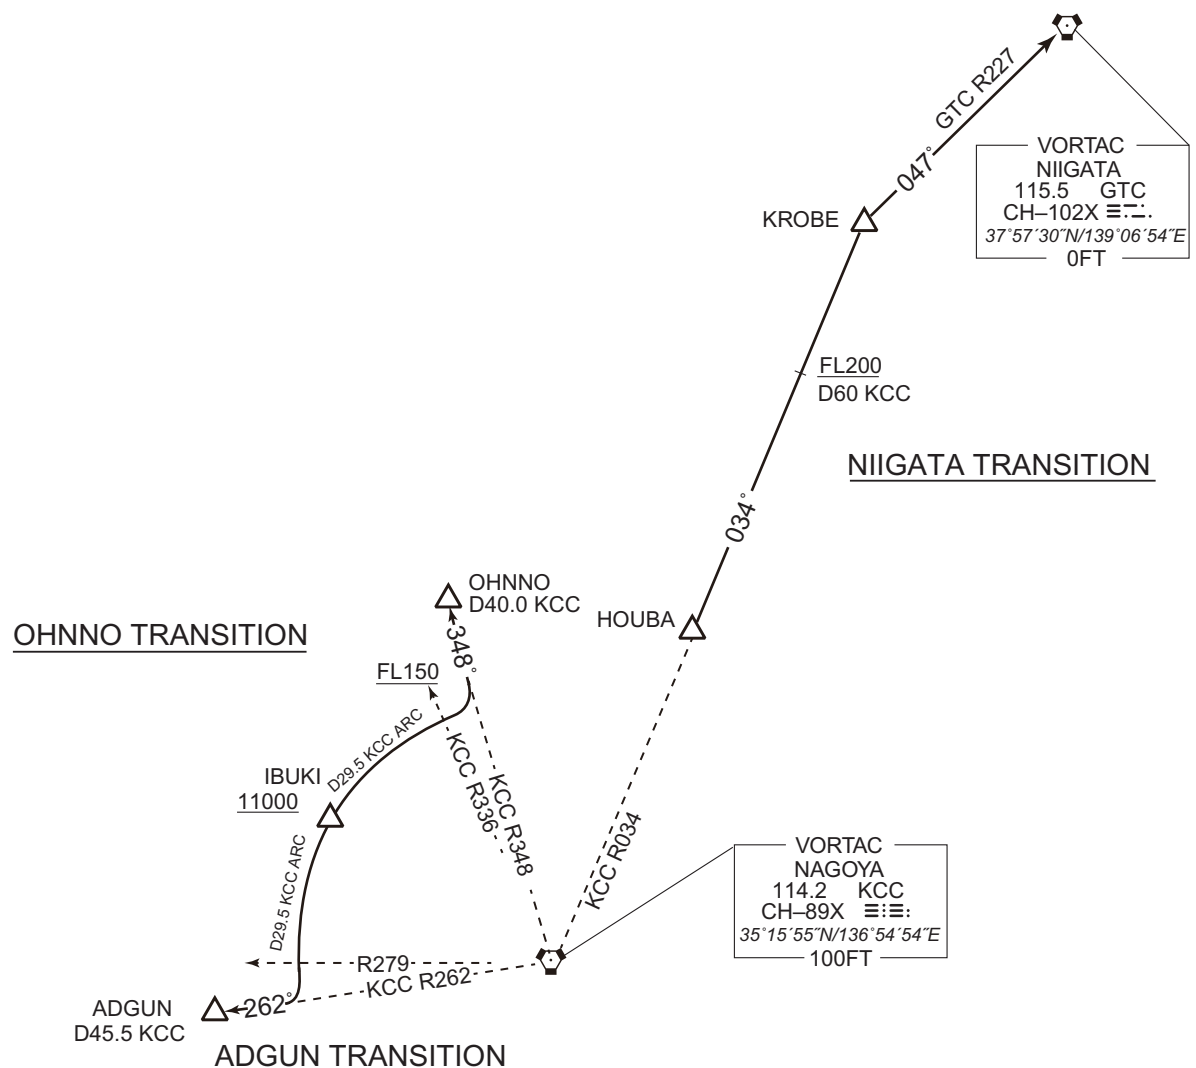 GTC R227
047°
VORTAC
NIIGATA
115.5 GTC
CH–102X
37°57´30˝N/139°06´54˝E
0FT
KROBE
FL200
D60 KCC
NIIGATA TRANSITION
034°
OHNNO
D40.0 KCC
HOUBA
OHNNO TRANSITION
348°
FL150
D29.5 KCC ARC
KCC R336
KCC R348
IBUKI
11000
KCC R034
D29.5 KCC ARC
VORTAC
NAGOYA
114.2 KCC
CH–89X
35°15´55˝N/136°54´54˝E
100FT
R279
KCC R262
262°
ADGUN
D45.5 KCC
ADGUN TRANSITION